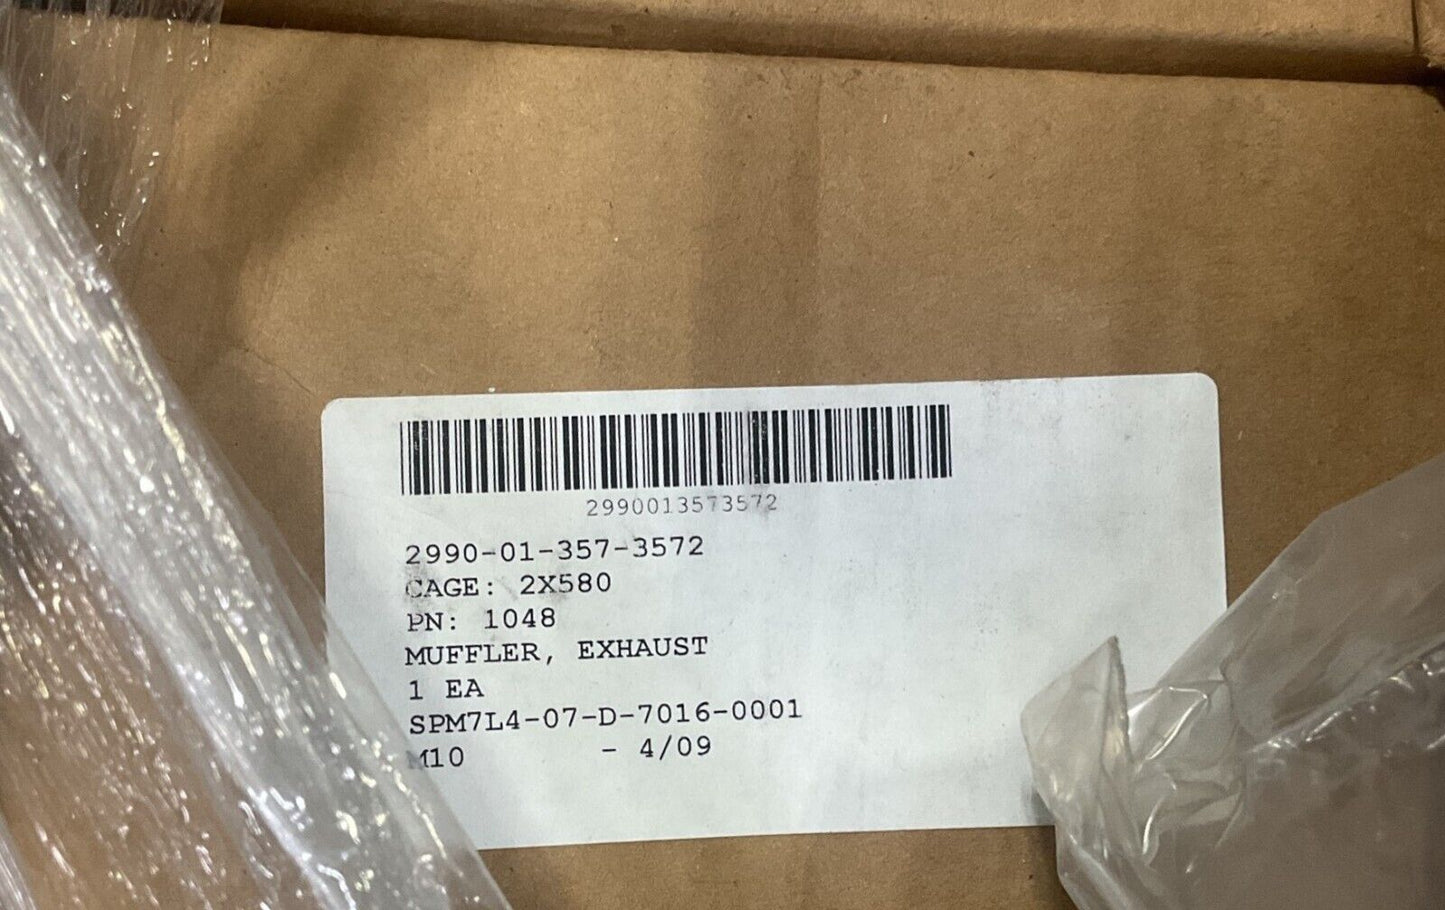 2990013573572
2990-01-357-3572
CAGE: 2X580
PN: 1048
MUFFLER, EXHAUST
1 EA
SPM7L4-07-D-7016-0001
M10 - 4/09